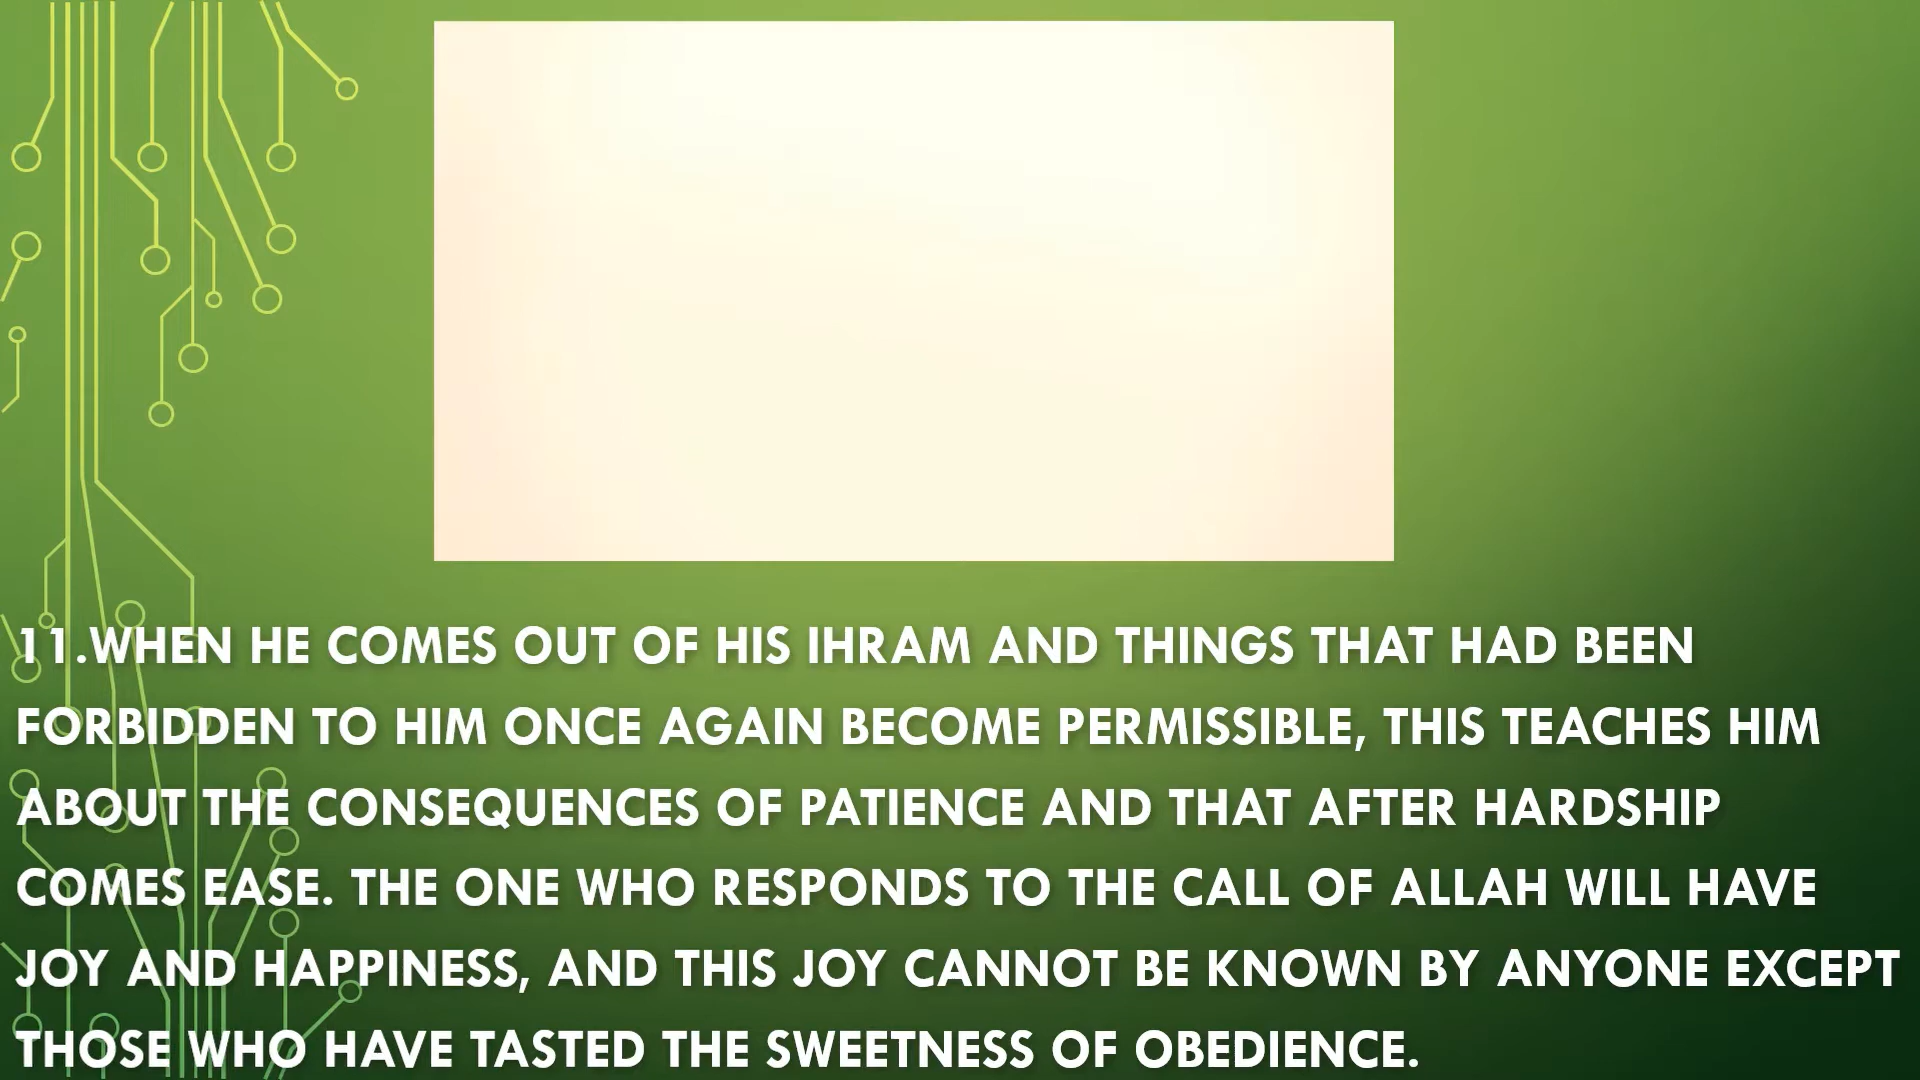 11.WHEN HE COMES OUT OF HIS IHRAM AND THINGS THAT HAD BEEN
FORBIDDEN TO HIM ONCE AGAIN BECOME PERMISSIBLE, THIS TEACHES HIM
ABOUT THE CONSEQUENCES OF PATIENCE AND THAT AFTER HARDSHIP
COMES EASE. THE ONE WHO RESPONDS TO THE CALL OF ALLAH WILL HAVE
JOY AND HAPPINESS, AND THIS JOY CANNOT BE KNOWN BY ANYONE EXCEPT
THOSE WHO HAVE TASTED THE SWEETNESS OF OBEDIENCE.